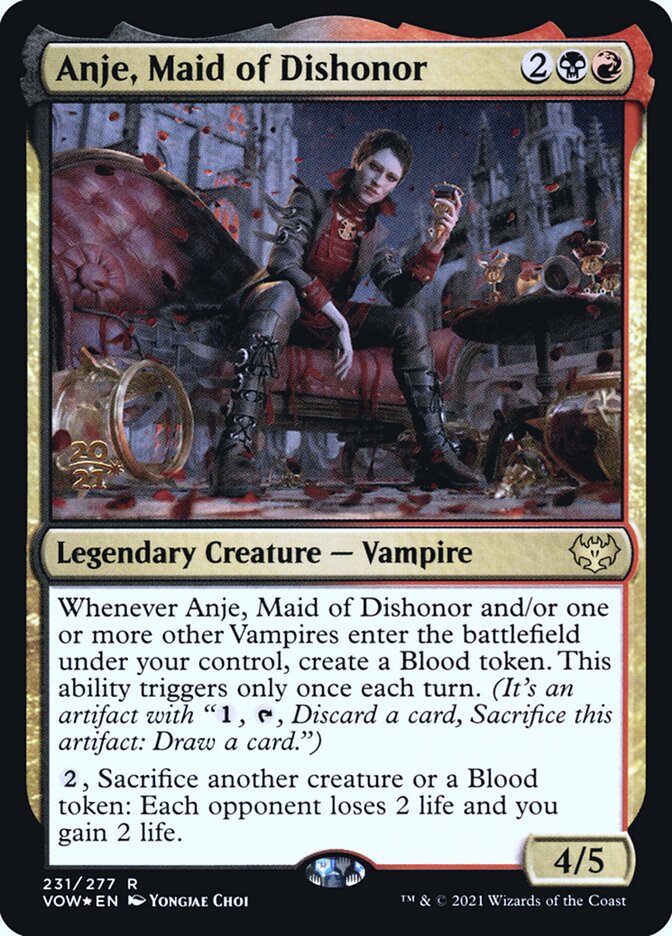 Anje, Maid of Dishonor 2
20
21
Legendary Creature — Vampire
Whenever Anje, Maid of Dishonor and/or one
or more other Vampires enter the battlefield
under your control, create a Blood token. This
ability triggers only once each turn. (It's an
artifact with “1, , Discard a card, Sacrifice this
artifact: Draw a card.”)
2, Sacrifice another creature or a Blood
token: Each opponent loses 2 life and you
gain 2 life.
4/5
231/277 R
VOW★EN Yongjae Choi
™ & © 2021 Wizards of the Coast